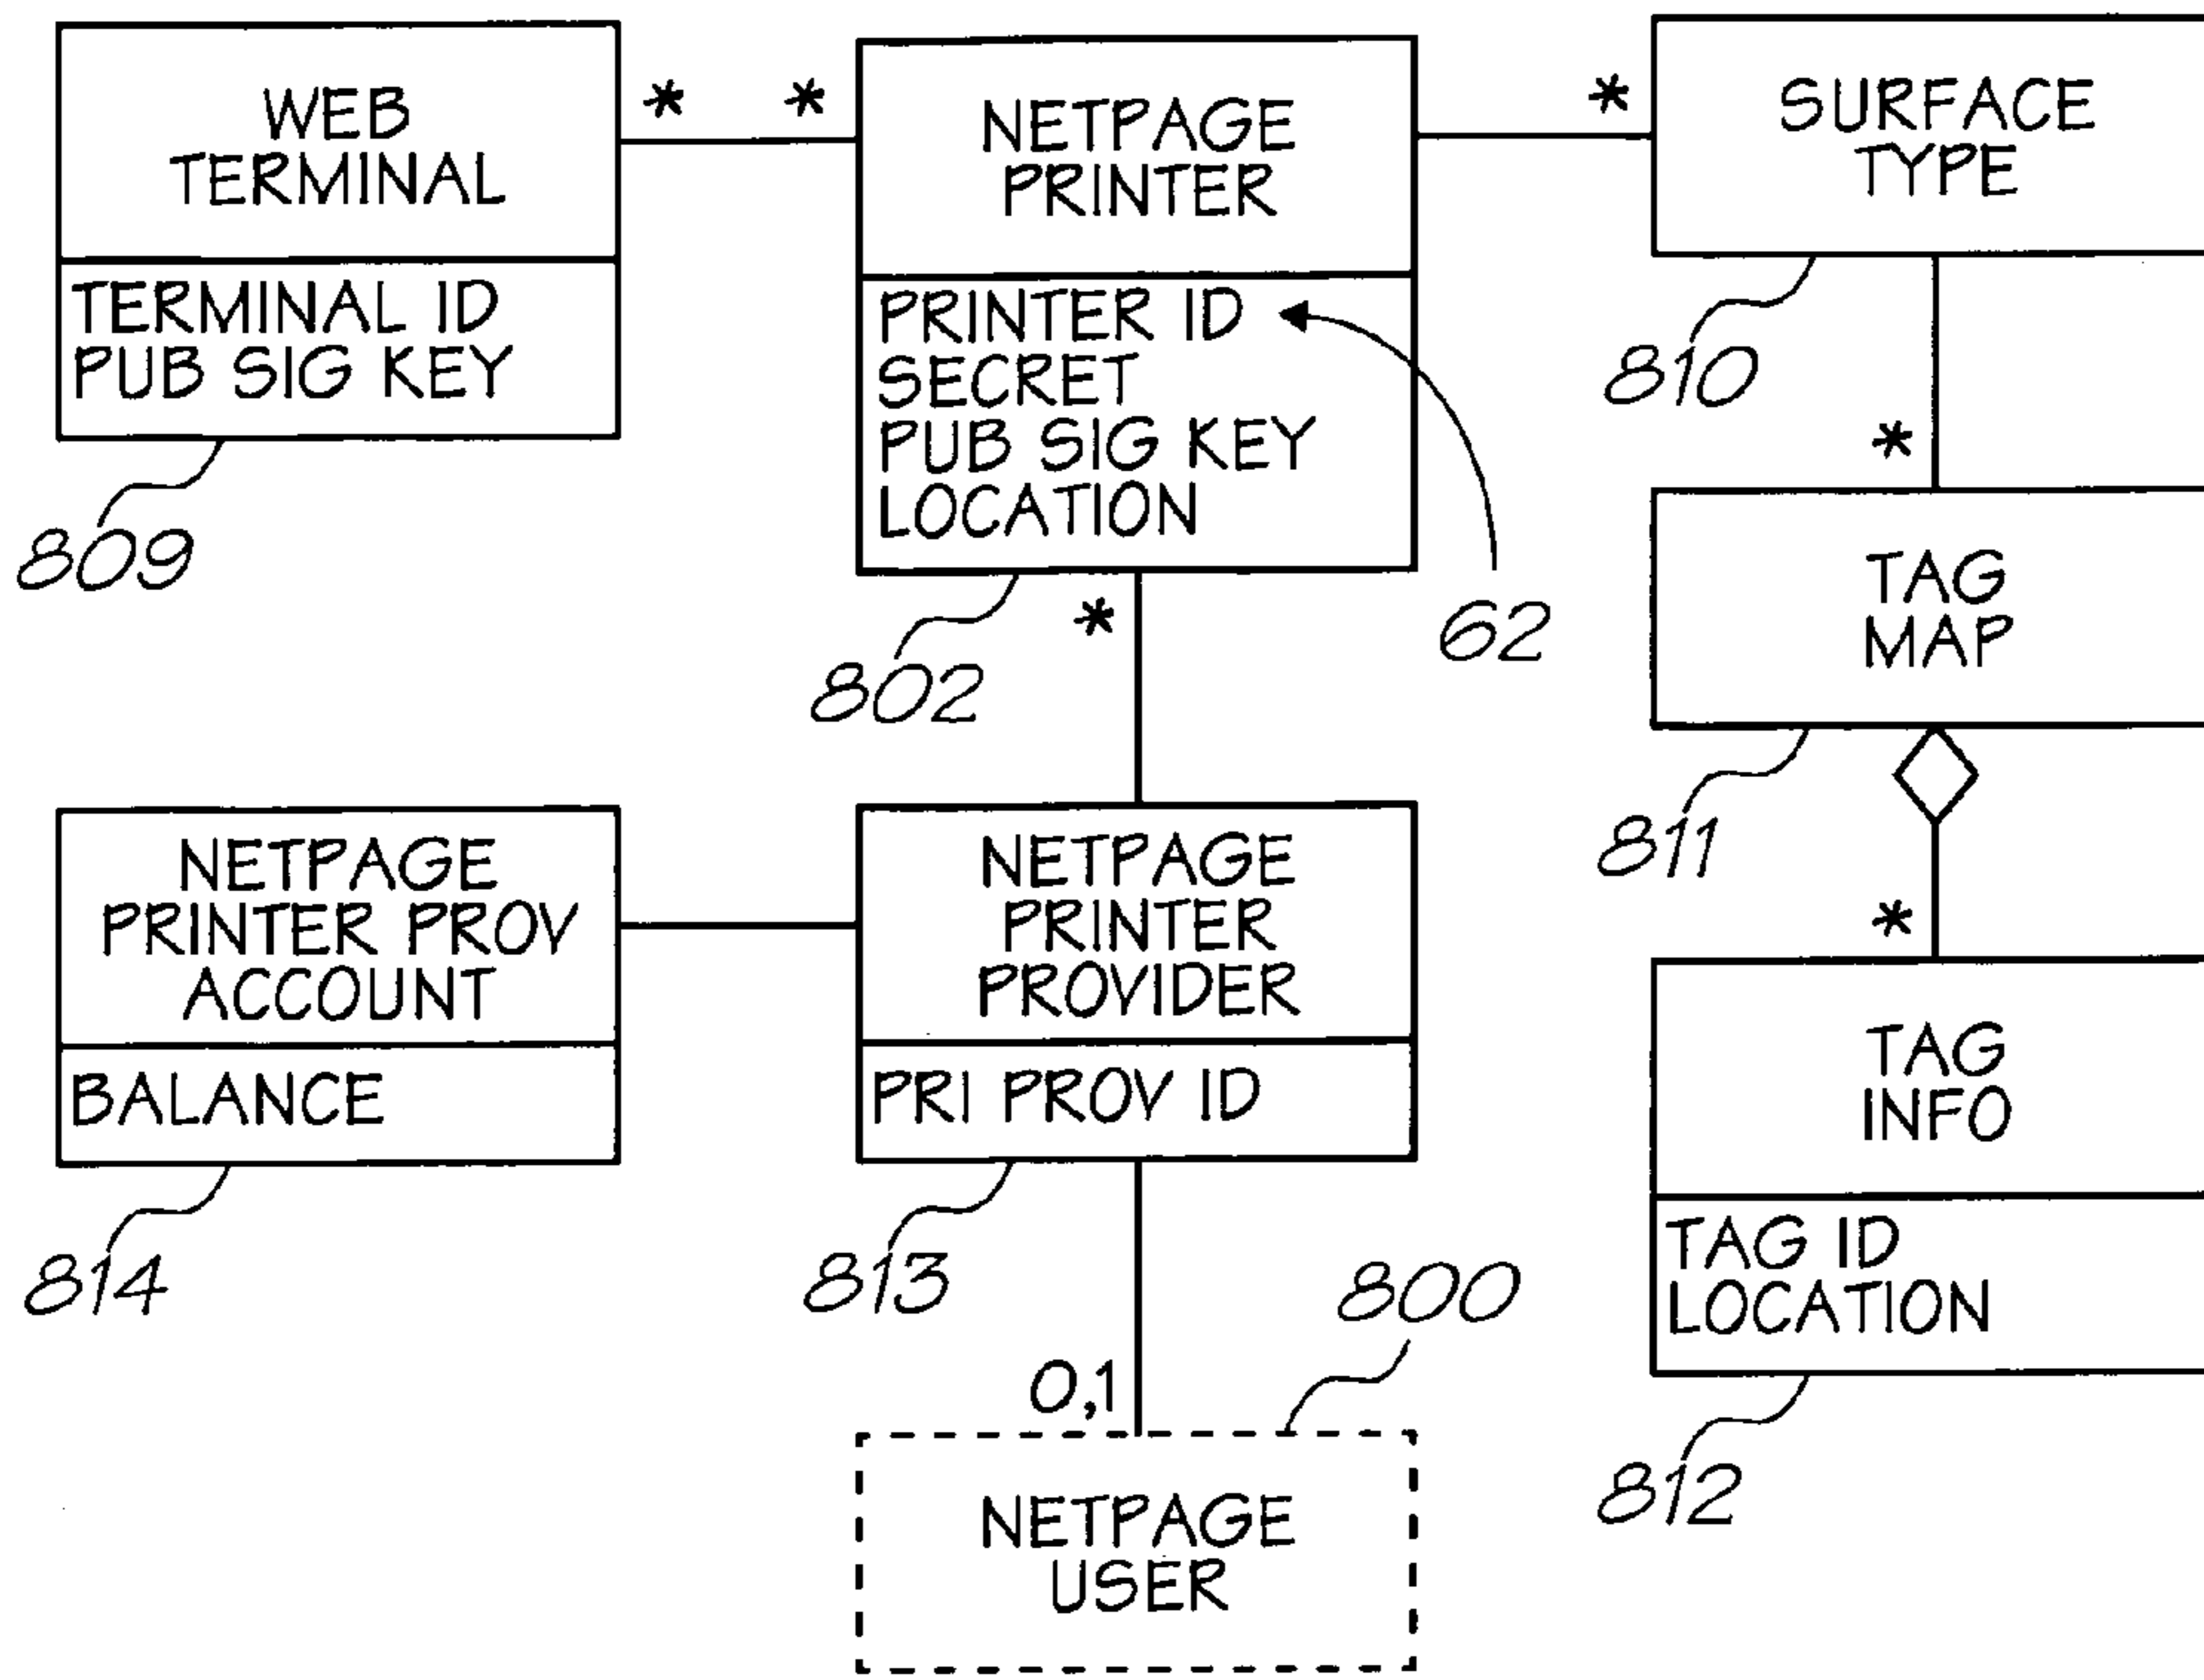 WEB
TERMINAL
TERMINAL ID
PUB SIG KEY
809
*
*
NETPAGE
PRINTER
PRINTER ID
SECRET
PUB SIG KEY
LOCATION
62
802
*
*
SURFACE
TYPE
810
*
TAG
MAP
811
*
TAG
INFO
TAG ID
LOCATION
812
NETPAGE
PRINTER PROV
ACCOUNT
BALANCE
814
NETPAGE
PRINTER
PROVIDER
PRI PROV ID
813
0,1
800
NETPAGE
USER